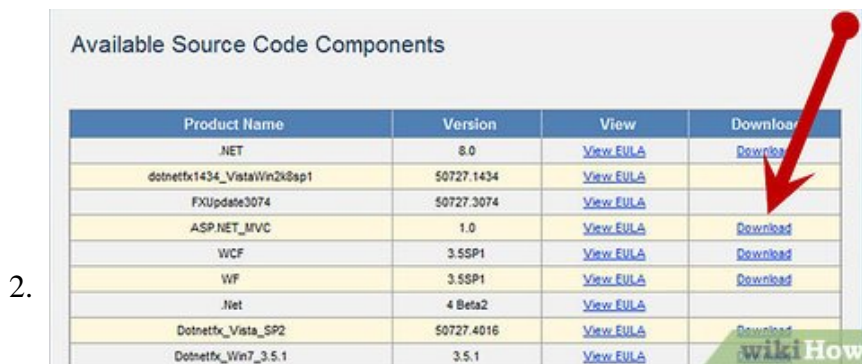 Available Source Code Components
Product Name Version View Download
.NET 8.0 View EULA Download
dotnetfx1434_VistaWin2k8sp1 50727.1434 View EULA
FXUpdate3074 50727.3074 View EULA
ASP.NET_MVC 1.0 View EULA Download
WCF 3.5SP1 View EULA Download
2. WF 3.5SP1 View EULA Download
.Net 4 Beta2 View EULA
Dotnetfx_Vista_SP2 50727.4016 View EULA Download
Dotnetfx_Win7_3.5.1 3.5.1 View EULA
wikiHow